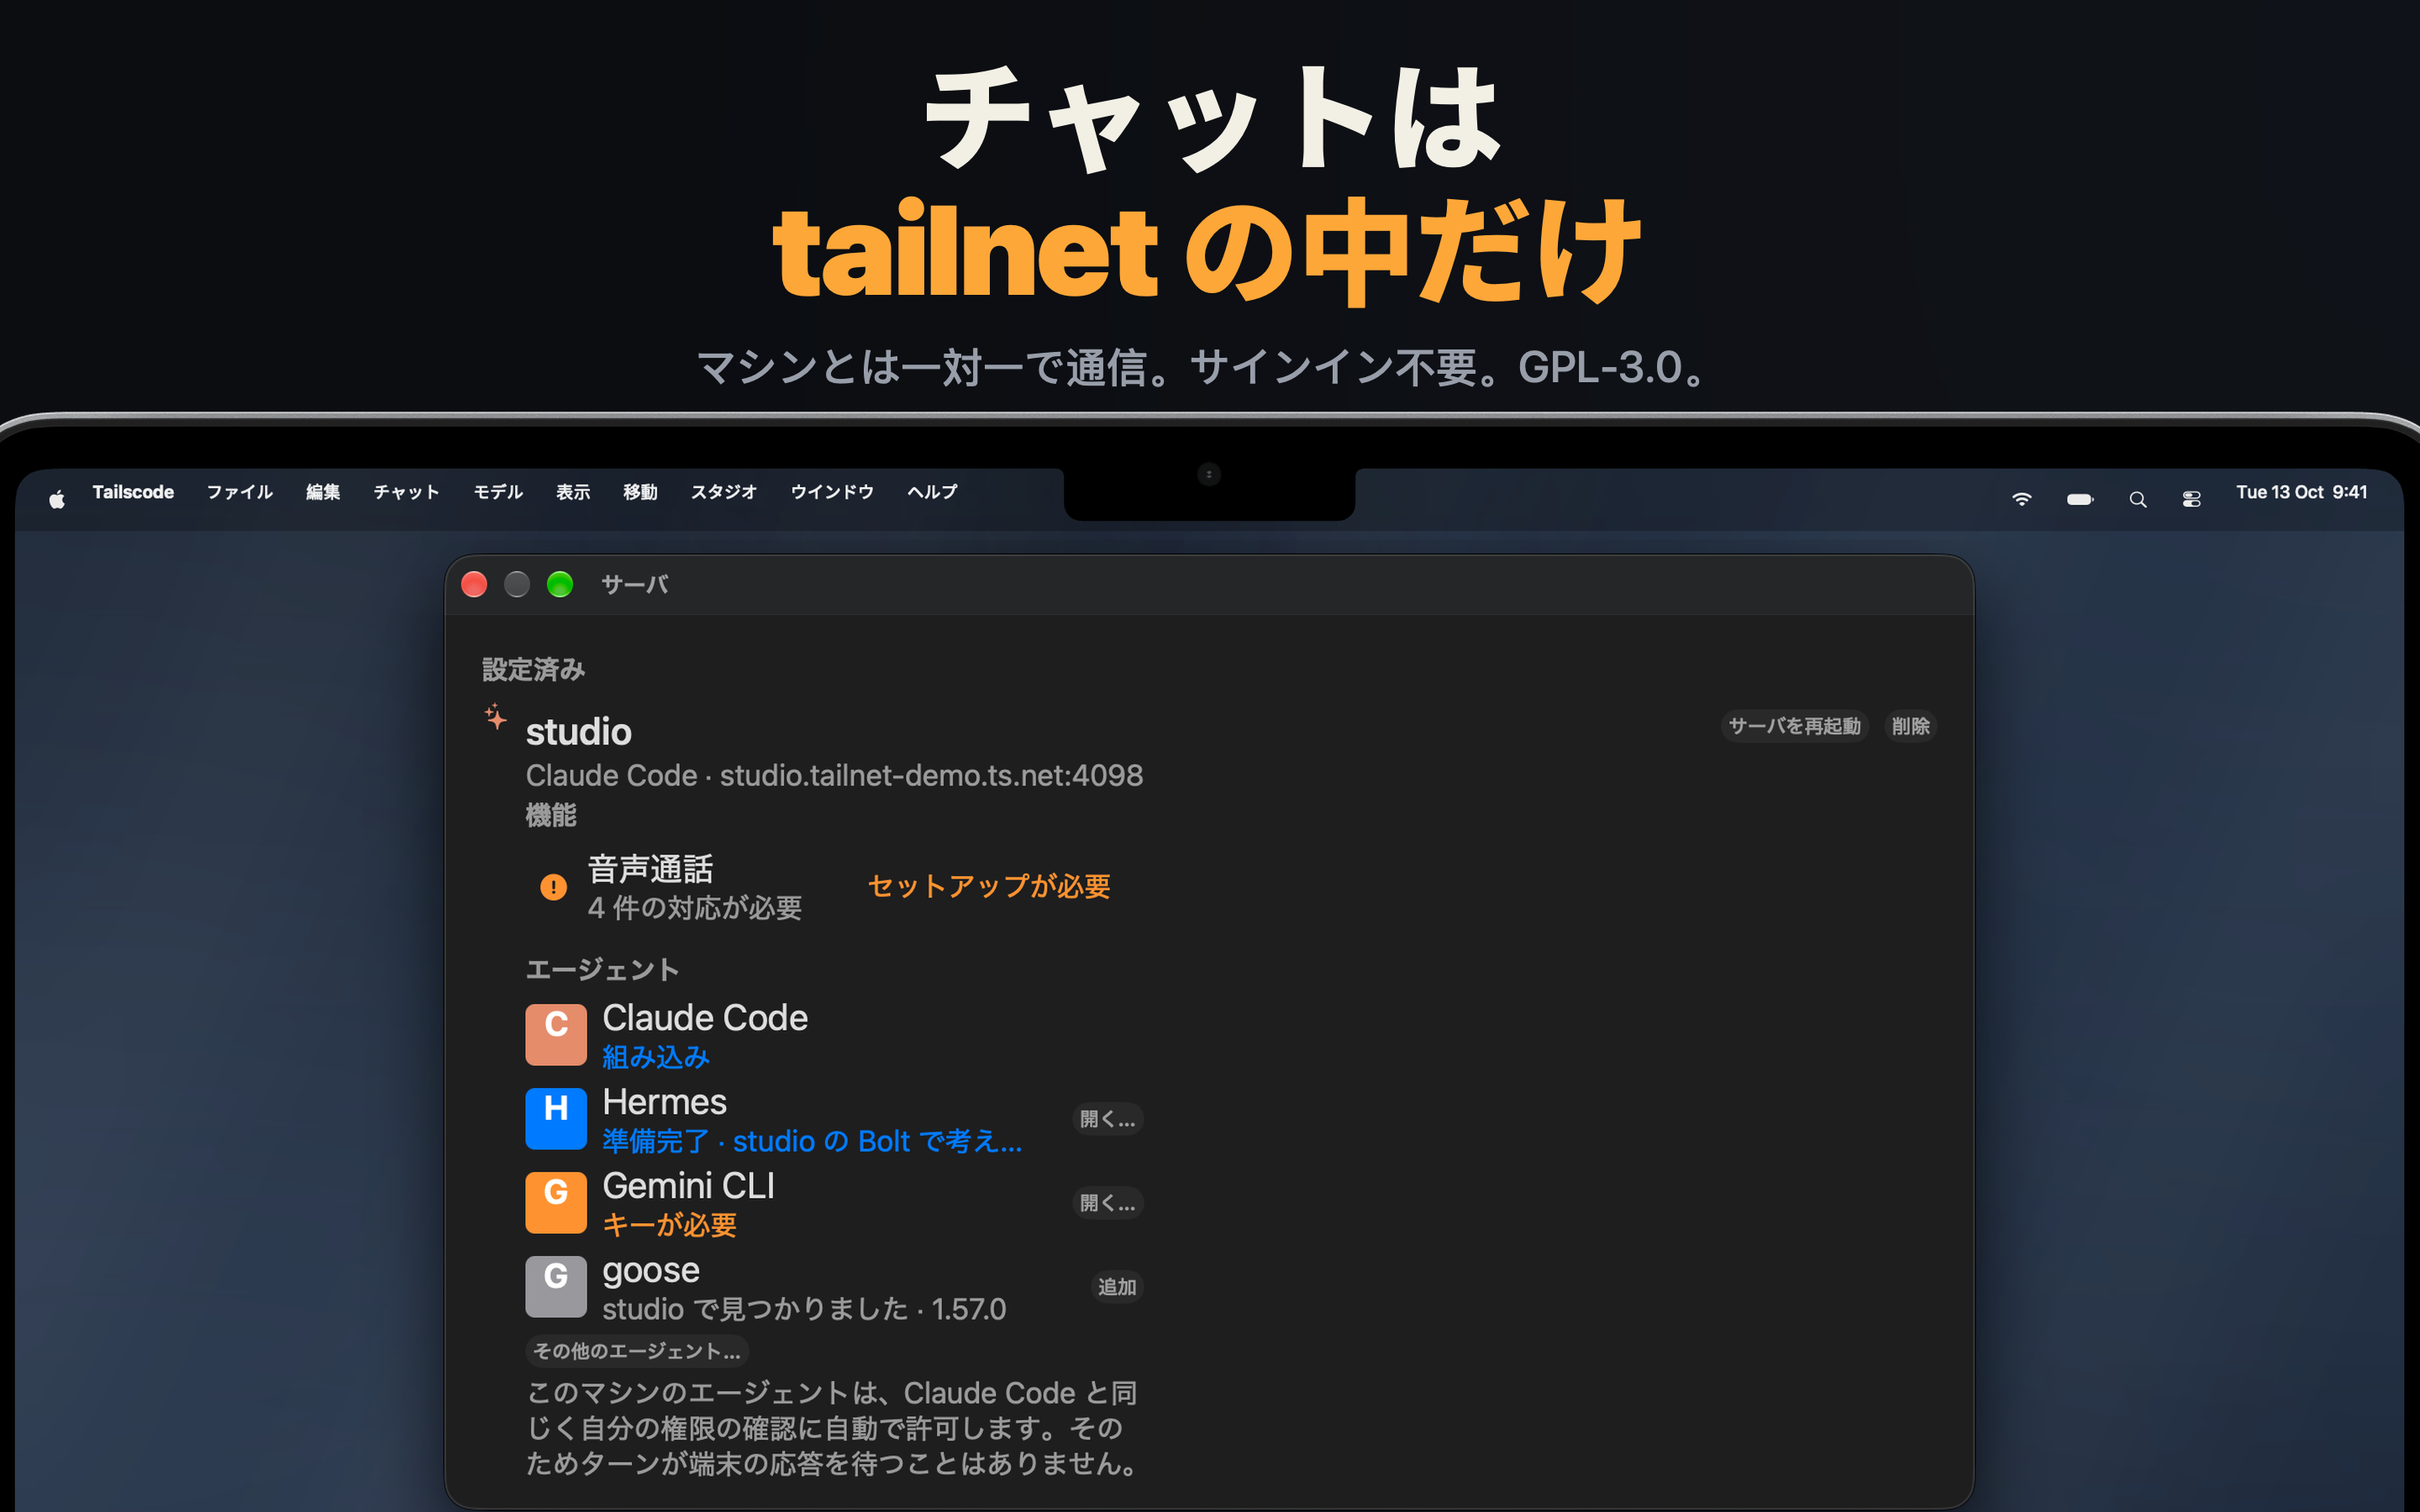 チャットは
tailnet の中だけ
マシンとは一対一で通信。サインイン不要。GPL-3.0。
Tailscode ファイル 編集 チャット モデル 表示 移動 スタジオ ウインドウ ヘルプ Tue 13 Oct 9:41
サーバ
設定済み
studio サーバを再起動 削除
Claude Code · studio.tailnet-demo.ts.net:4098
機能
音声通話
4 件の対応が必要
セットアップが必要
エージェント
C Claude Code
組み込み
H Hermes
準備完了 · studio の Bolt で考え...
開く...
G Gemini CLI
キーが必要
開く...
G goose
studio で見つかりました · 1.57.0
追加
その他のエージェント...
このマシンのエージェントは、Claude Code と同
じく自分の権限の確認に自動で許可します。その
ためターンが端末の応答を待つことはありません。